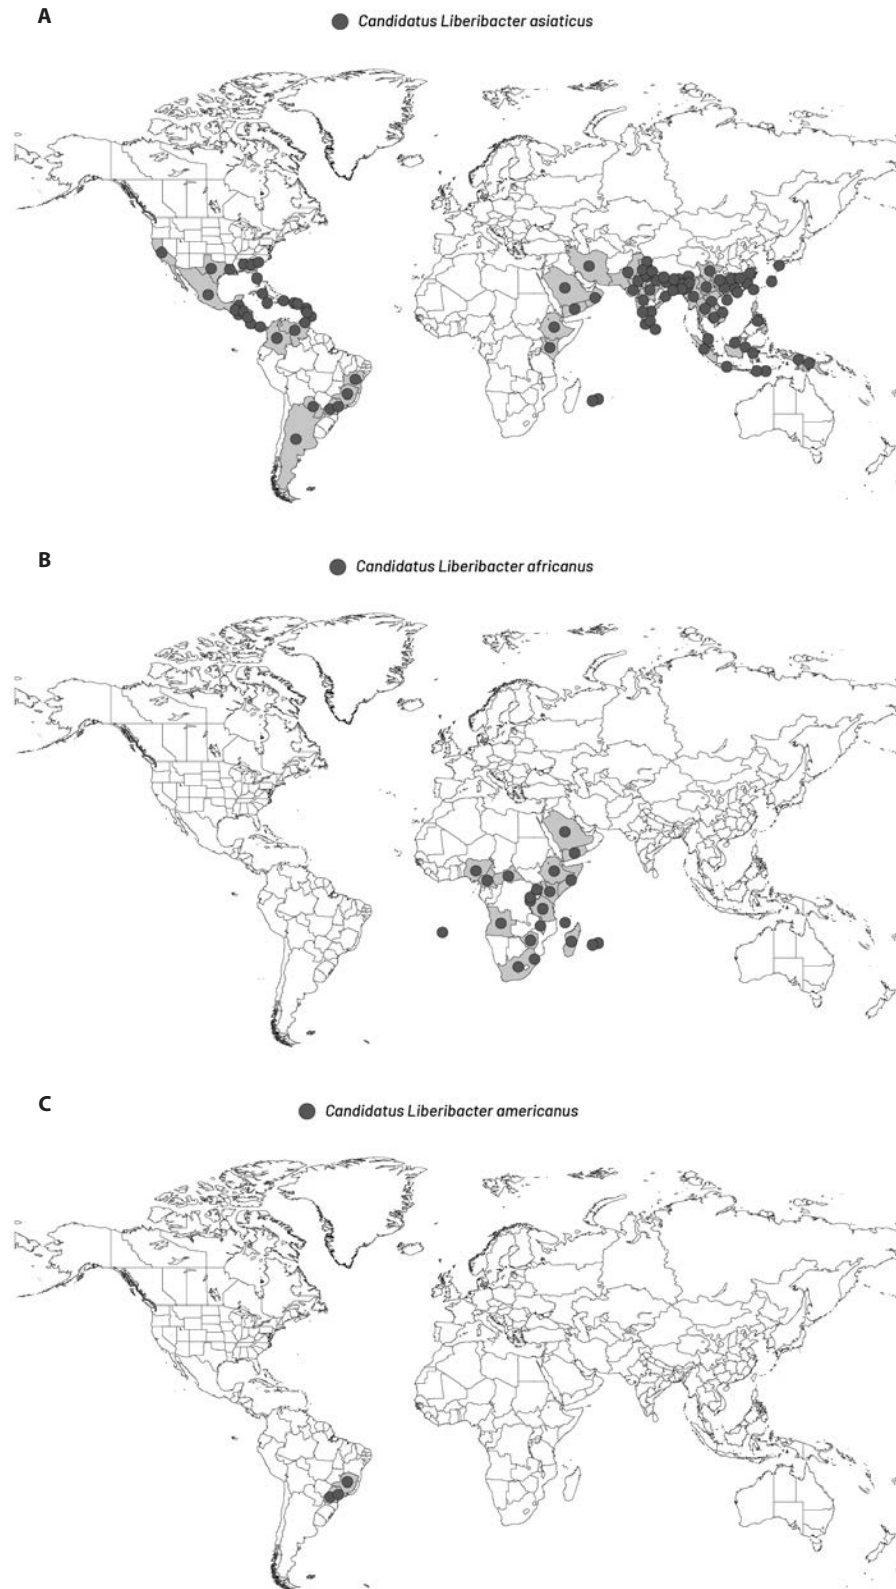 A
Candidatus Liberibacter asiaticus
B
Candidatus Liberibacter africanus
C
Candidatus Liberibacter americanus